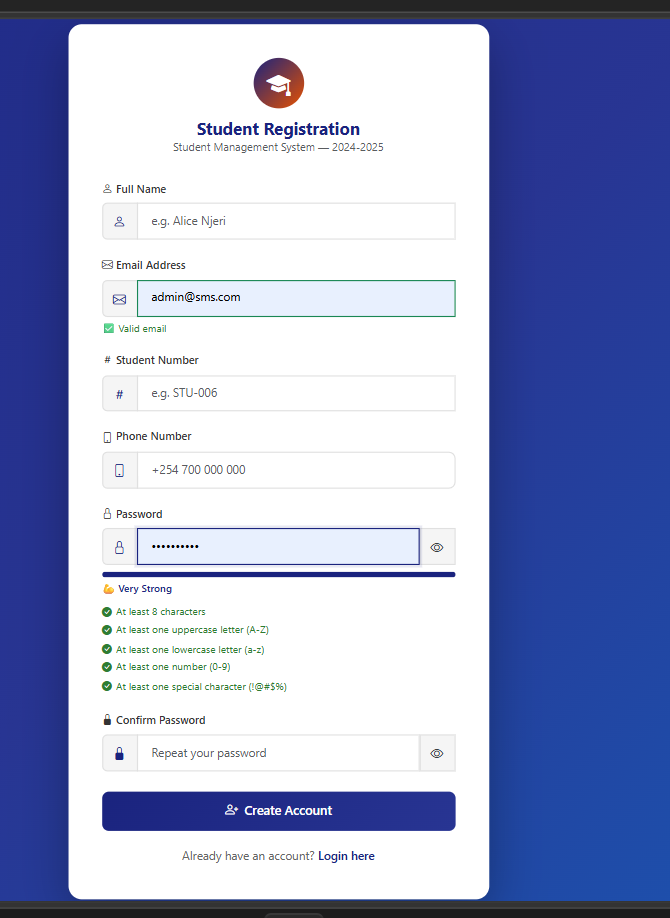 Student Registration
Student Management System — 2024-2025
Full Name
e.g. Alice Njeri
Email Address
admin@sms.com
✅ Valid email
# Student Number
# e.g. STU-006
Phone Number
+254 700 000 000
Password
••••••••••
💪 Very Strong
At least 8 characters
At least one uppercase letter (A-Z)
At least one lowercase letter (a-z)
At least one number (0-9)
At least one special character (!@#$%)
Confirm Password
Repeat your password
Create Account
Already have an account? Login here